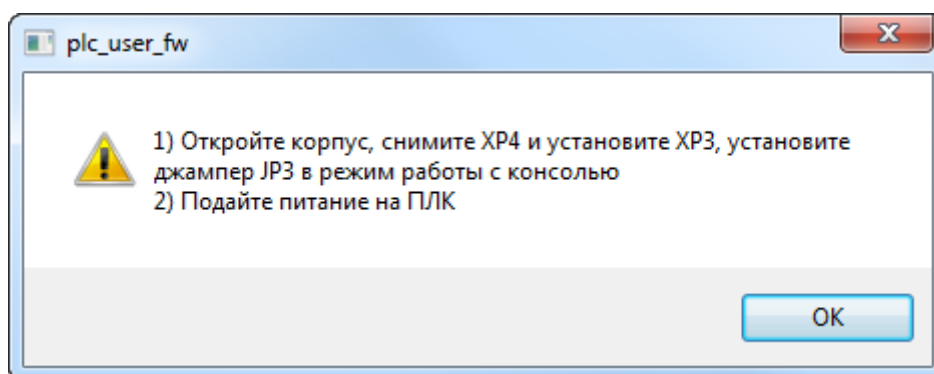 plc_user_fw
1) Откройте корпус, снимите XP4 и установите XP3, установите
джампер JP3 в режим работы с консолью
2) Подайте питание на ПЛК
OK